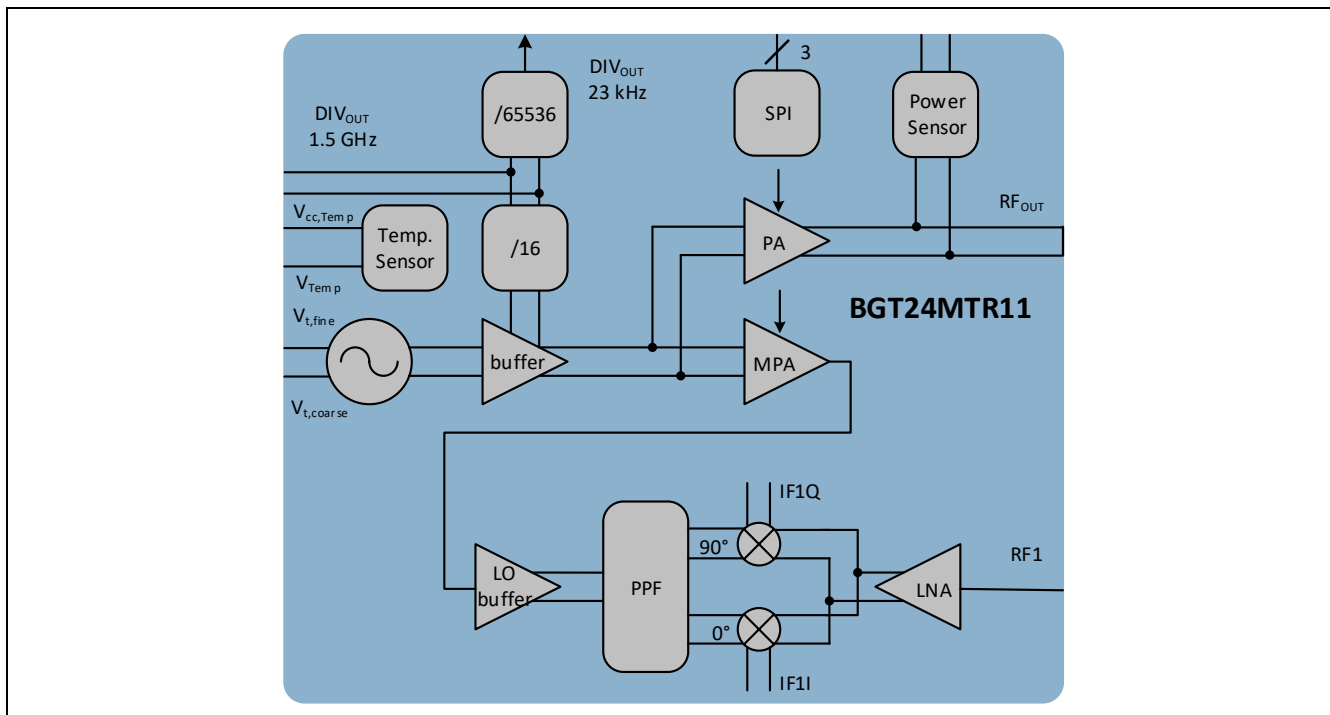 DIVOUT
1.5 GHz
/65536
DIVOUT
23 kHz
3
SPI
Power
Sensor
Vcc,Temp
Temp.
Sensor
VTemp
/16
PA
RFOUT
BGT24MTR11
Vt,fine
Vt,coarse
buffer
MPA
LO
buffer
PPF
90°
0°
IF1Q
IF1I
LNA
RF1